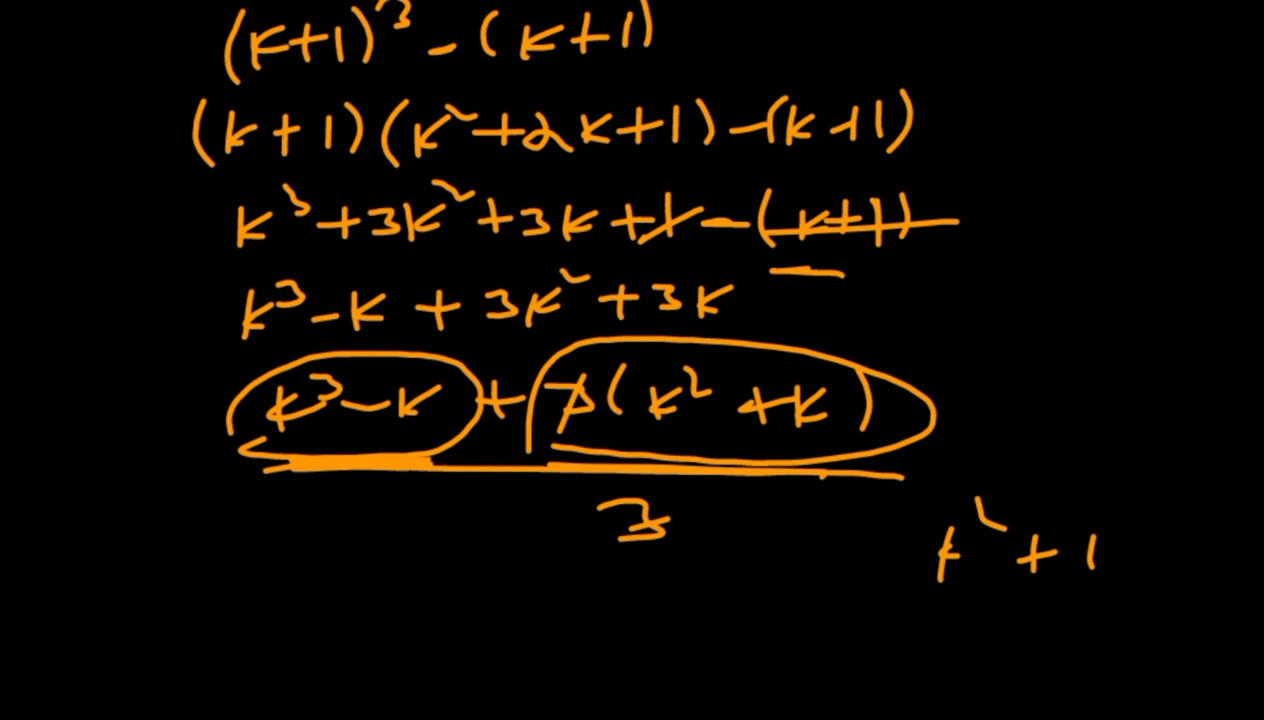 (k+1)³ - (k+1)
(k+1)(k²+2k+1) - (k+1)
k³ + 3k² + 3k + 1 - (k+1)
k³ - k + 3k² + 3k
k³ - k + 3(k² + k)
3
k² + 1